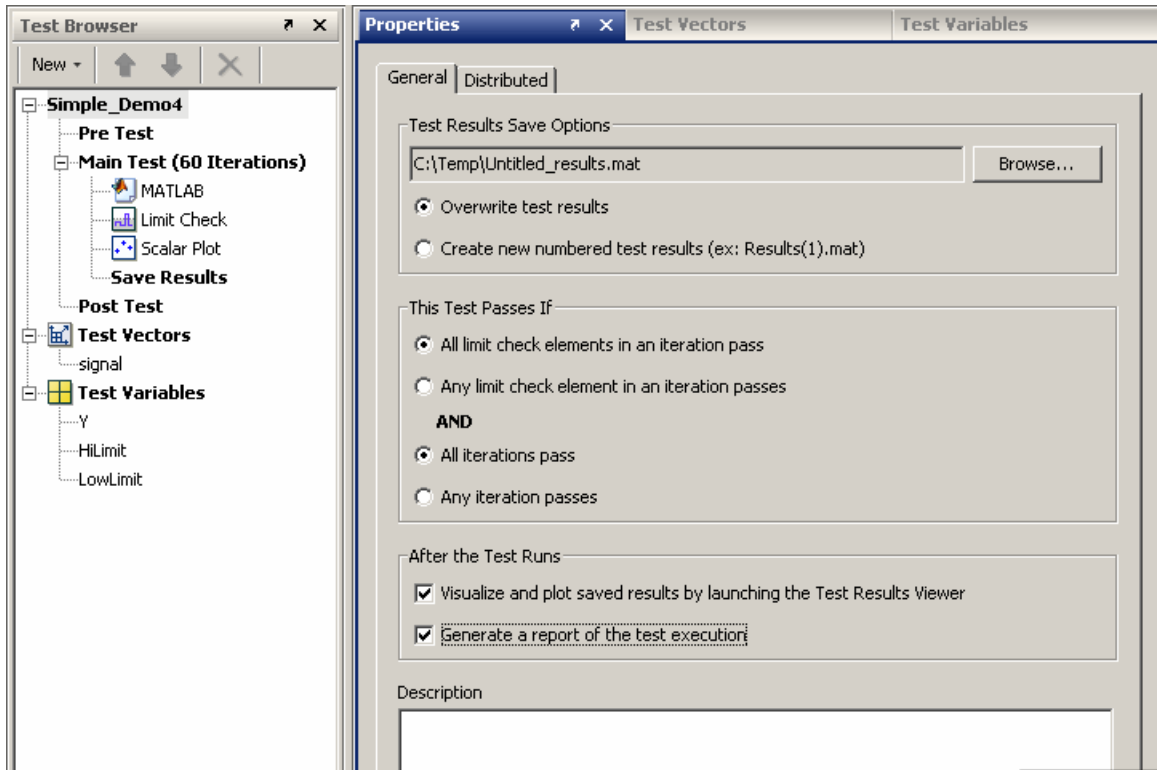 Test Browser
New
Simple_Demo4
Pre Test
Main Test (60 Iterations)
MATLAB
Limit Check
Scalar Plot
Save Results
Post Test
Test Vectors
signal
Test Variables
Y
HiLimit
LowLimit
Properties
Test Vectors
Test Variables
General
Distributed
Test Results Save Options
C:\Temp\Untitled_results.mat
Browse...
Overwrite test results
Create new numbered test results (ex: Results(1).mat)
This Test Passes If
All limit check elements in an iteration pass
Any limit check element in an iteration passes
AND
All iterations pass
Any iteration passes
After the Test Runs
Visualize and plot saved results by launching the Test Results Viewer
Generate a report of the test execution
Description